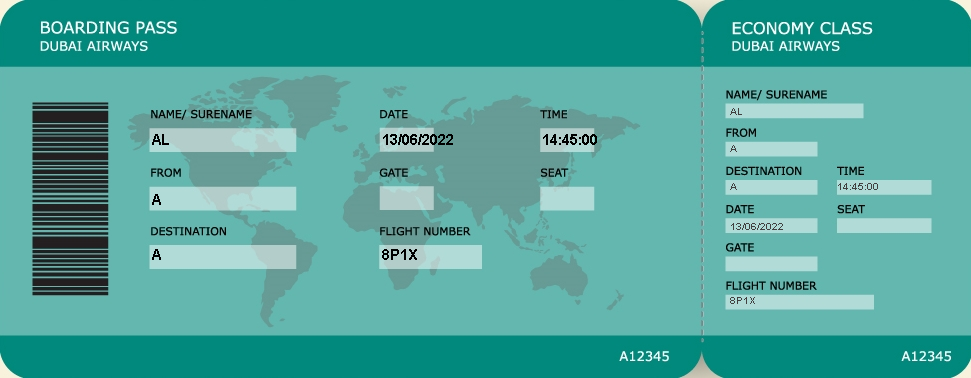 BOARDING PASS
DUBAI AIRWAYS
NAME/ SURENAME
AL
DATE
13/06/2022
TIME
14:45:00
FROM
A
GATE
SEAT
DESTINATION
A
FLIGHT NUMBER
8P1X
A12345
ECONOMY CLASS
DUBAI AIRWAYS
NAME/ SURENAME
AL
FROM
A
DESTINATION
A
TIME
14:45:00
DATE
13/06/2022
SEAT
GATE
FLIGHT NUMBER
8P1X
A12345